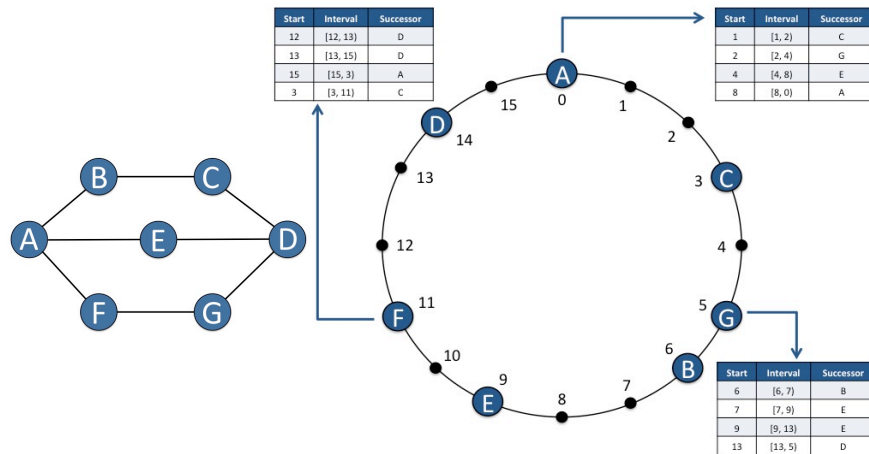 Start Interval Successor
12 [12, 13) D
13 [13, 15) D
15 [15, 3) A
3 [3, 11) C
Start Interval Successor
1 [1, 2) C
2 [2, 4) G
4 [4, 8) E
8 [8, 0) A
A
0
15
1
D
14
2
13
B
C
3
C
A
E
D
12
4
F
G
11
F
5
G
10
6
B
9
E
8
7
Start Interval Successor
6 [6, 7) B
7 [7, 9) E
9 [9, 13) E
13 [13, 5) D